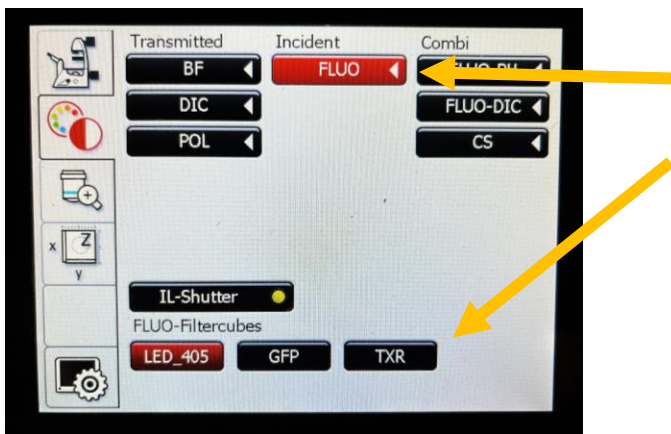 Transmitted Incident Combi
BF FLUO
DIC FLUO-DIC
POL CS
Z
x
y
IL-Shutter
FLUO-Filtercubes
LED_405 GFP TXR